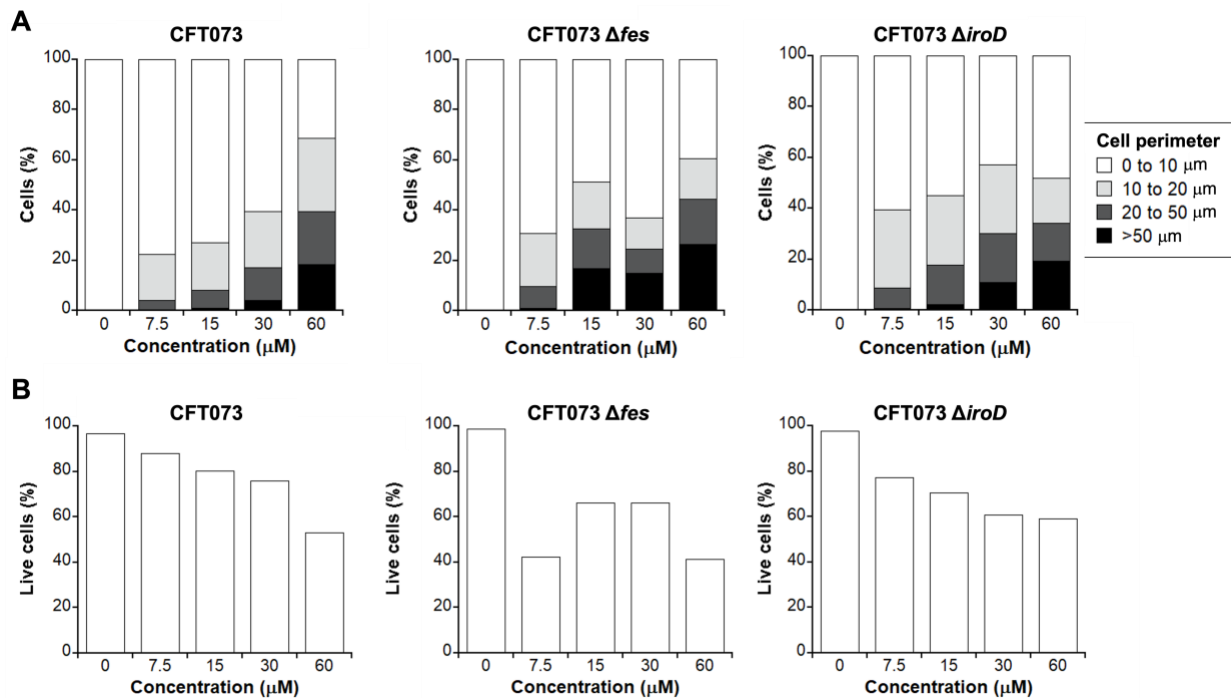 A
CFT073
CFT073 Δfes
CFT073 ΔiroD
Cells (%)
100
80
60
40
20
0
0 7.5 15 30 60
Concentration (μM)
Cells (%)
100
80
60
40
20
0
0 7.5 15 30 60
Concentration (μM)
Cells (%)
100
80
60
40
20
0
0 7.5 15 30 60
Concentration (μM)
Cell perimeter
0 to 10 μm
10 to 20 μm
20 to 50 μm
>50 μm
B
CFT073
CFT073 Δfes
CFT073 ΔiroD
Live cells (%)
100
80
60
40
20
0
0 7.5 15 30 60
Concentration (μM)
Live cells (%)
100
80
60
40
20
0
0 7.5 15 30 60
Concentration (μM)
Live cells (%)
100
80
60
40
20
0
0 7.5 15 30 60
Concentration (μM)